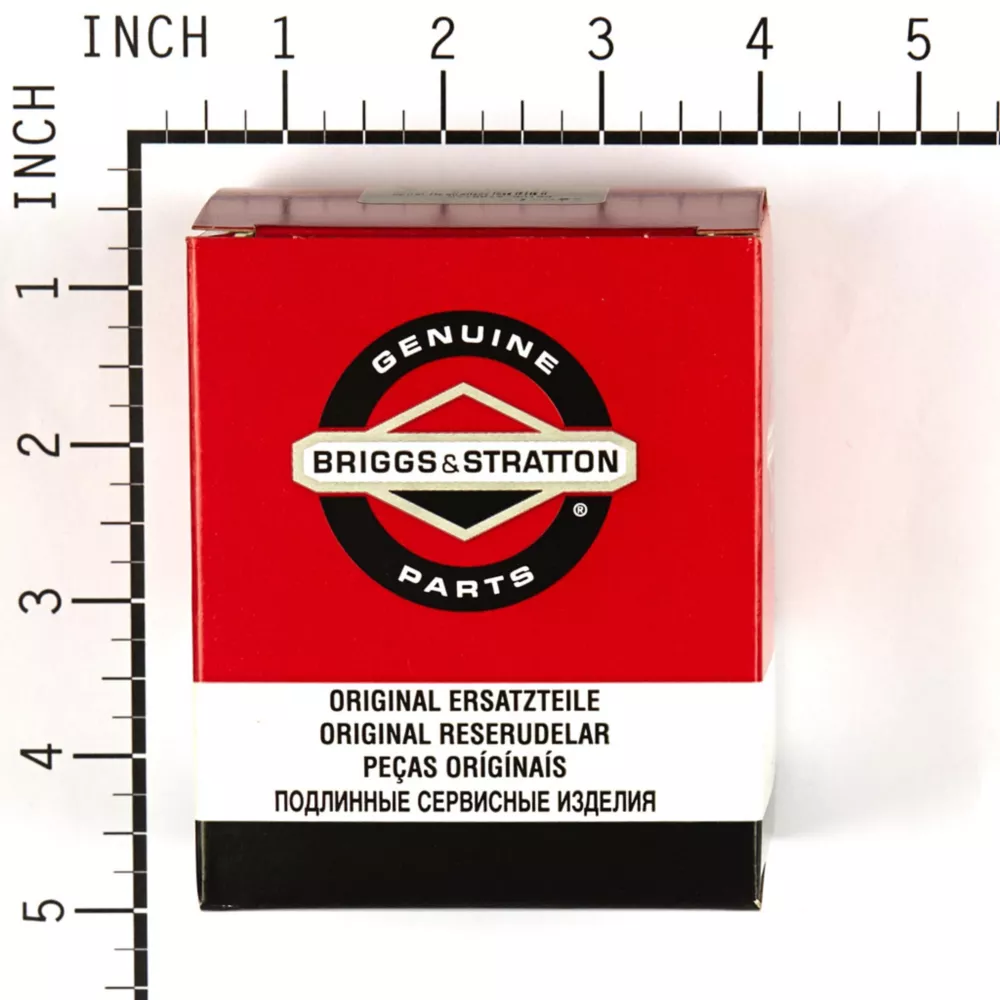 INCH 1 2 3 4 5
INCH
1
2
3
4
5
GENUINE
BRIGGS & STRATTON
®
PARTS
ORIGINAL ERSATZTEILE
ORIGINAL RESERUDELAR
PEÇAS ORÍGÍNAÍS
ПОДЛИННЫЕ СЕРВИСНЫЕ ИЗДЕЛИЯ